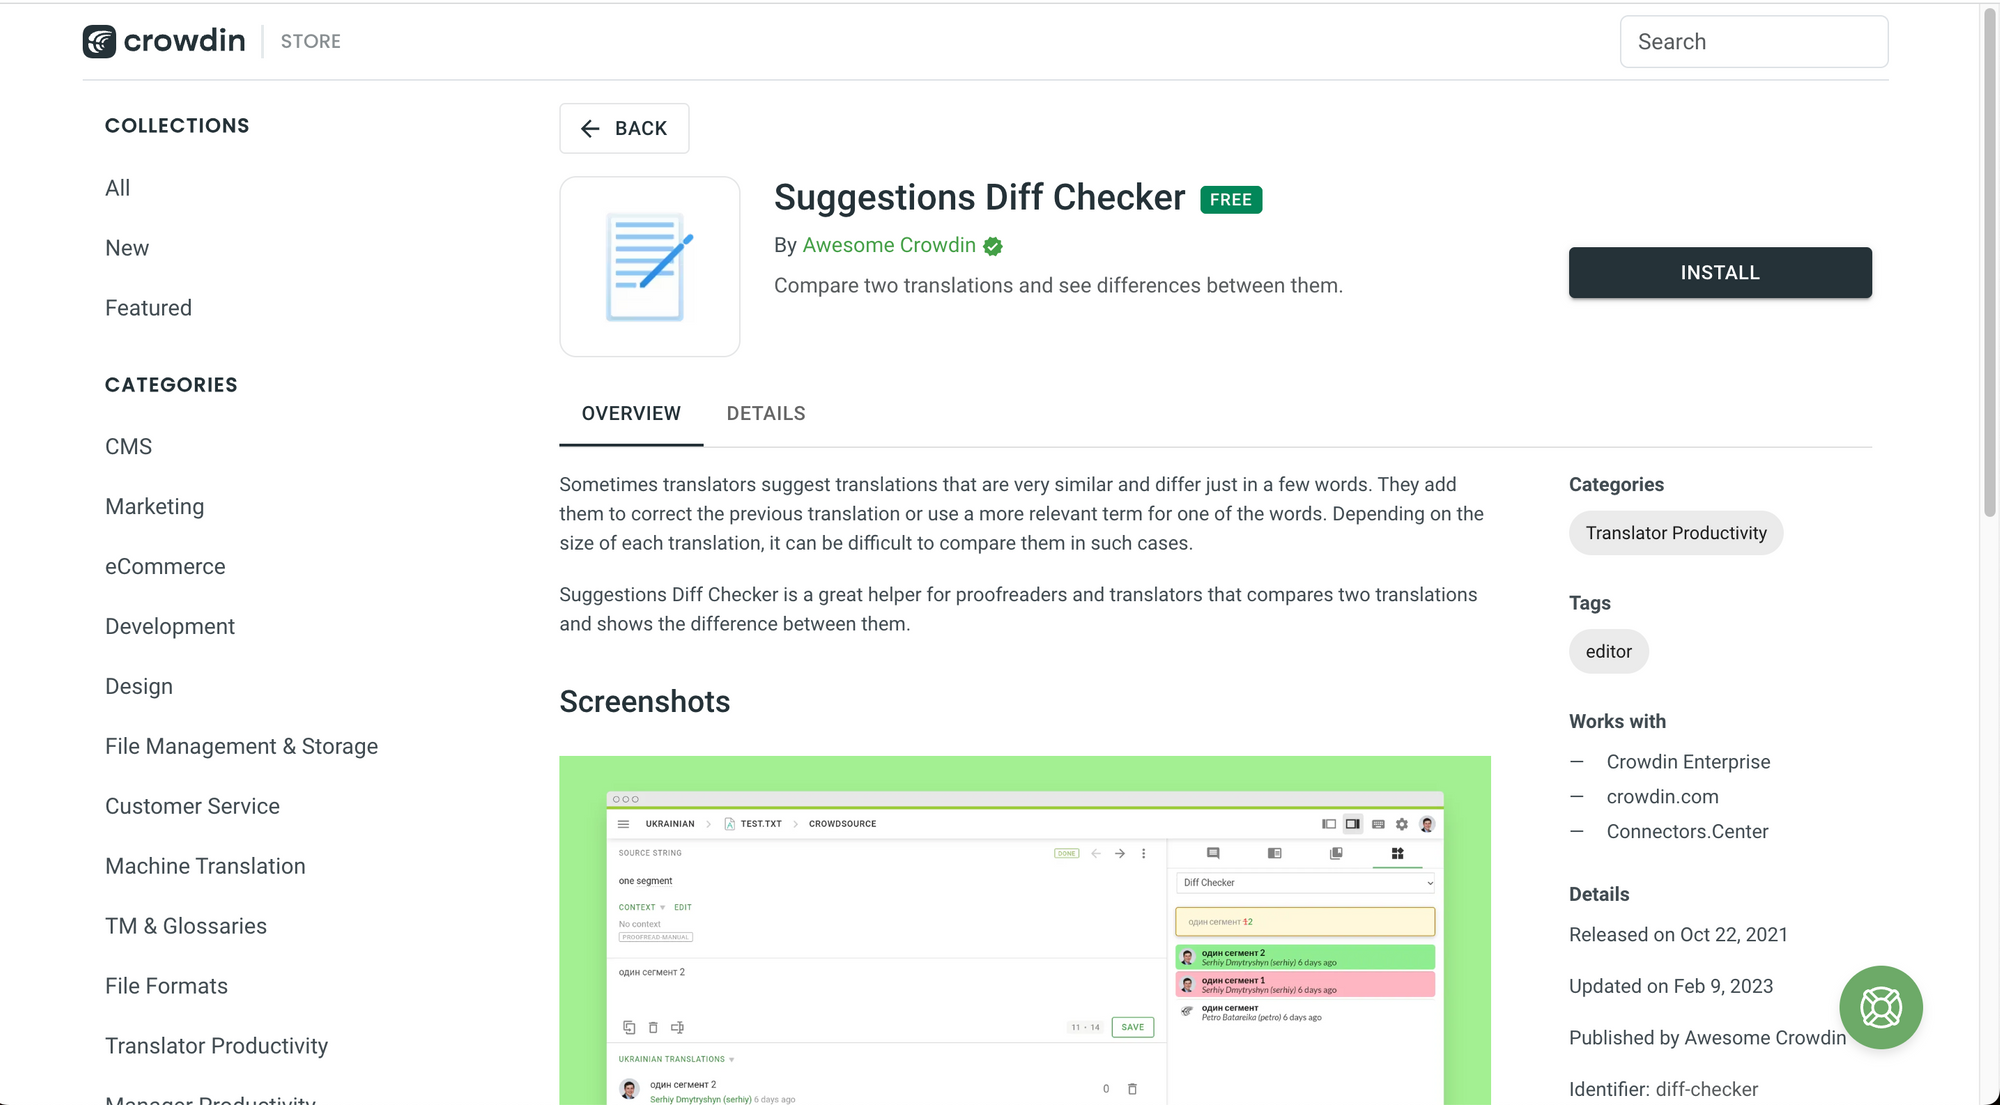 crowdin STORE
Search
COLLECTIONS
All
New
Featured
CATEGORIES
CMS
Marketing
eCommerce
Development
Design
File Management & Storage
Customer Service
Machine Translation
TM & Glossaries
File Formats
Translator Productivity
Manager Productivity
BACK
Suggestions Diff Checker FREE
By Awesome Crowdin
Compare two translations and see differences between them.
INSTALL
OVERVIEW DETAILS
Sometimes translators suggest translations that are very similar and differ just in a few words. They add
them to correct the previous translation or use a more relevant term for one of the words. Depending on the
size of each translation, it can be difficult to compare them in such cases.
Suggestions Diff Checker is a great helper for proofreaders and translators that compares two translations
and shows the difference between them.
Screenshots
UKRAINIAN TEST.TXT CROWDSOURCE
SOURCE STRING DONE
one segment
CONTEXT EDIT
No context
PROOFREAD-MANUAL
один сегмент 2
11 • 14 SAVE
UKRAINIAN TRANSLATIONS
один сегмент 2
0
Serhiy Dmytryshyn (serhiy) 6 days ago
Diff Checker
один сегмент 12
один сегмент 2
Serhiy Dmytryshyn (serhiy) 6 days ago
один сегмент 1
Serhiy Dmytryshyn (serhiy) 6 days ago
один сегмент
Petro Batareika (petro) 6 days ago
Categories
Translator Productivity
Tags
editor
Works with
— Crowdin Enterprise
— crowdin.com
— Connectors.Center
Details
Released on Oct 22, 2021
Updated on Feb 9, 2023
Published by Awesome Crowdin
Identifier: diff-checker